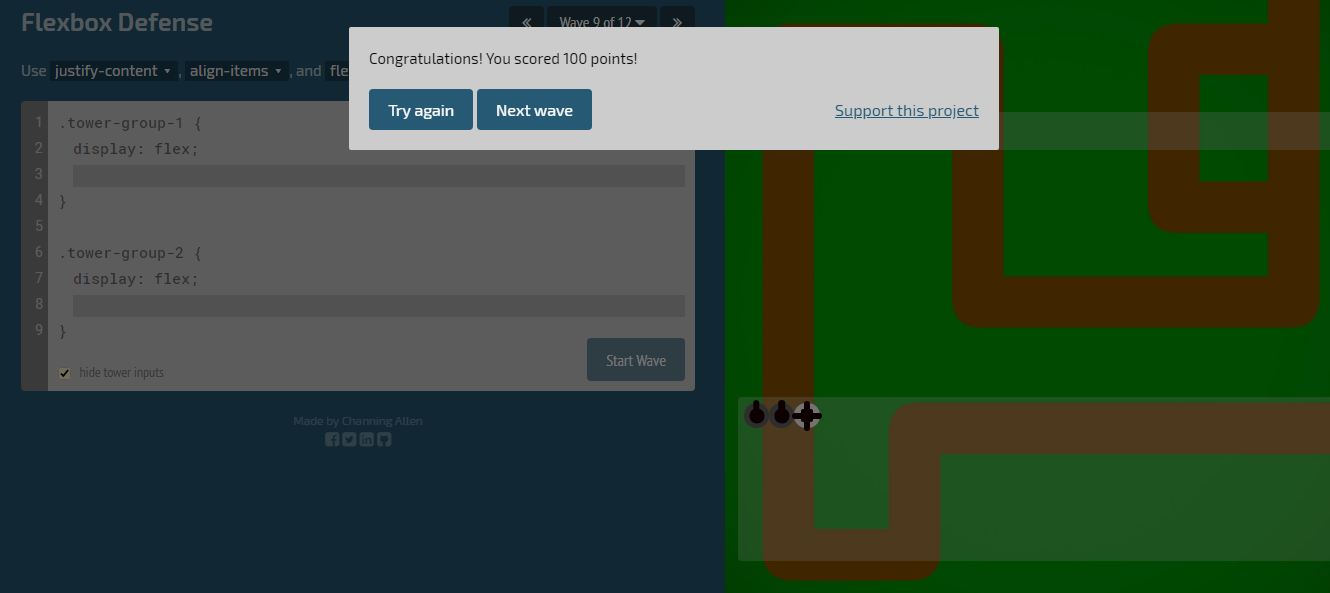 Flexbox Defense
« Wave 9 of 12 »
Congratulations! You scored 100 points!
Use justify-content , align-items , and fle
Try again Next wave Support this project
1 .tower-group-1 {
2 display: flex;
3
4 }
5
6 .tower-group-2 {
7 display: flex;
8
9 }
Start Wave
hide tower inputs
Made by Channing Allen